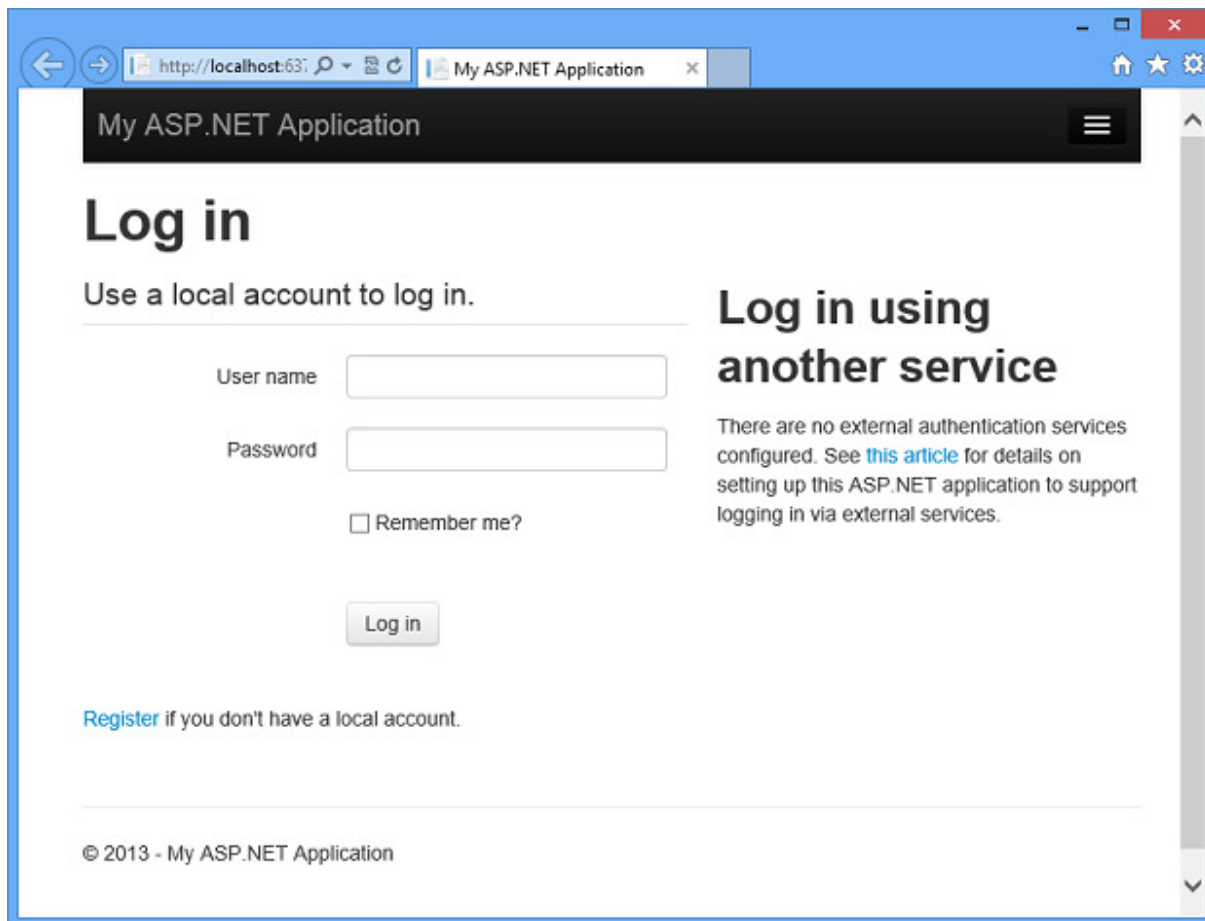 http://localhost:63
My ASP.NET Application
My ASP.NET Application
Log in
Use a local account to log in.
User name
Password
Remember me?
Log in
Register if you don't have a local account.
Log in using
another service
There are no external authentication services
configured. See this article for details on
setting up this ASP.NET application to support
logging in via external services.
© 2013 - My ASP.NET Application